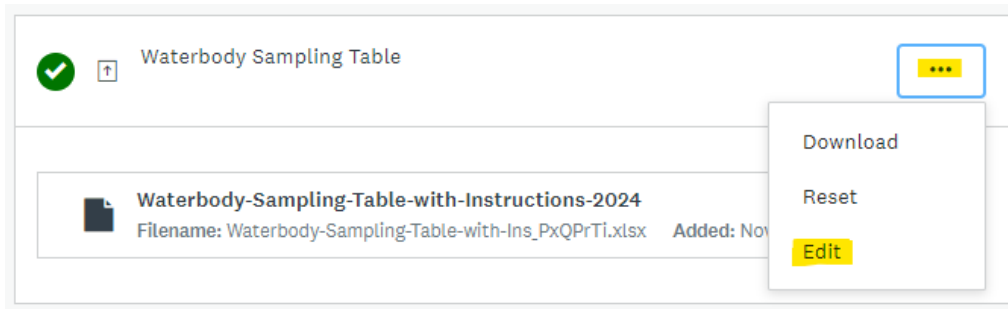 Waterbody Sampling Table
...
Download
Reset
Edit
Waterbody-Sampling-Table-with-Instructions-2024
Filename: Waterbody-Sampling-Table-with-Ins_PxQPrTi.xlsx Added: Nov